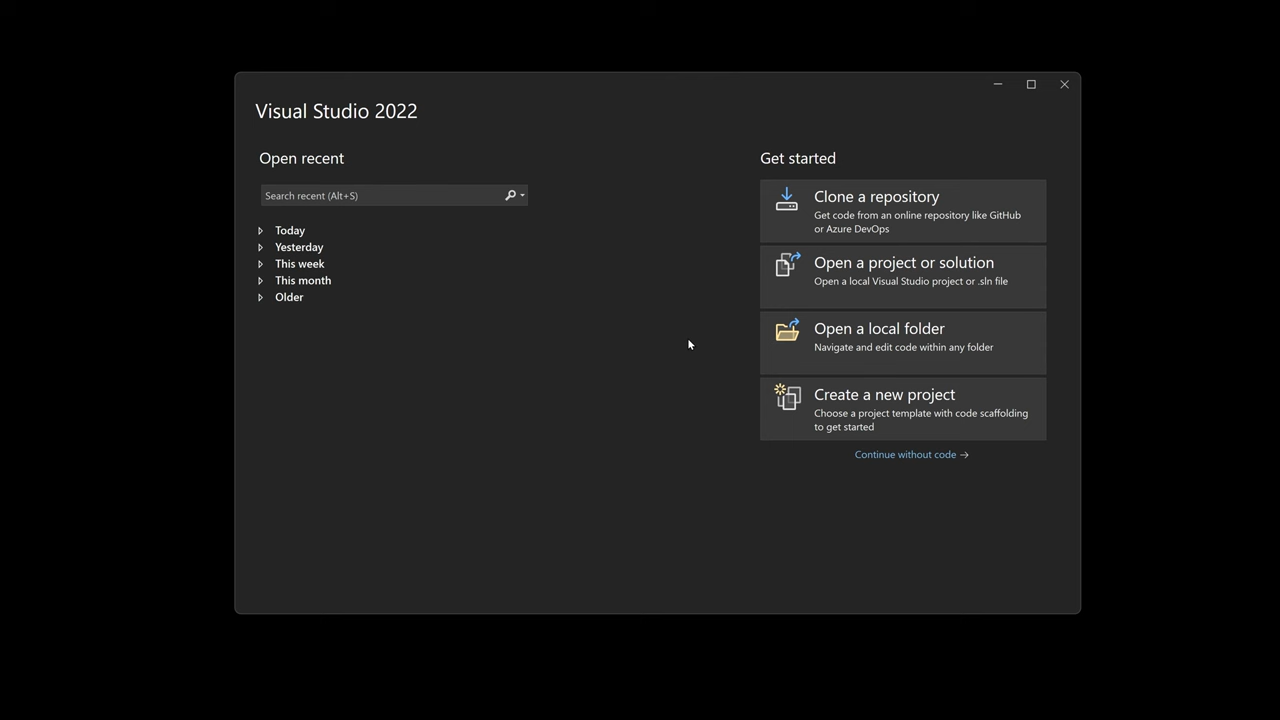 Visual Studio 2022
Open recent
Search recent (Alt+S)
Today
Yesterday
This week
This month
Older
Get started
Clone a repository
Get code from an online repository like GitHub
or Azure DevOps
Open a project or solution
Open a local Visual Studio project or .sln file
Open a local folder
Navigate and edit code within any folder
Create a new project
Choose a project template with code scaffolding
to get started
Continue without code →